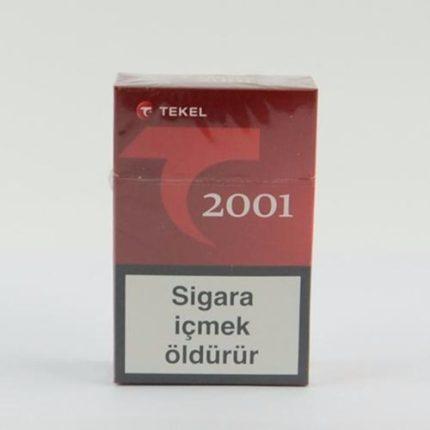 TEKEL
2001
Sigara
içmek
öldürür